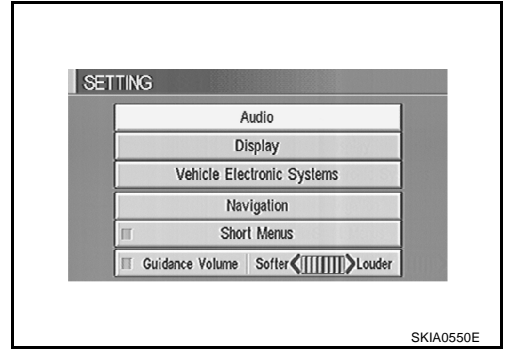 SETTING
Audio
Display
Vehicle Electronic Systems
Navigation
Short Menus
Guidance Volume Softer Louder
SKIA0550E